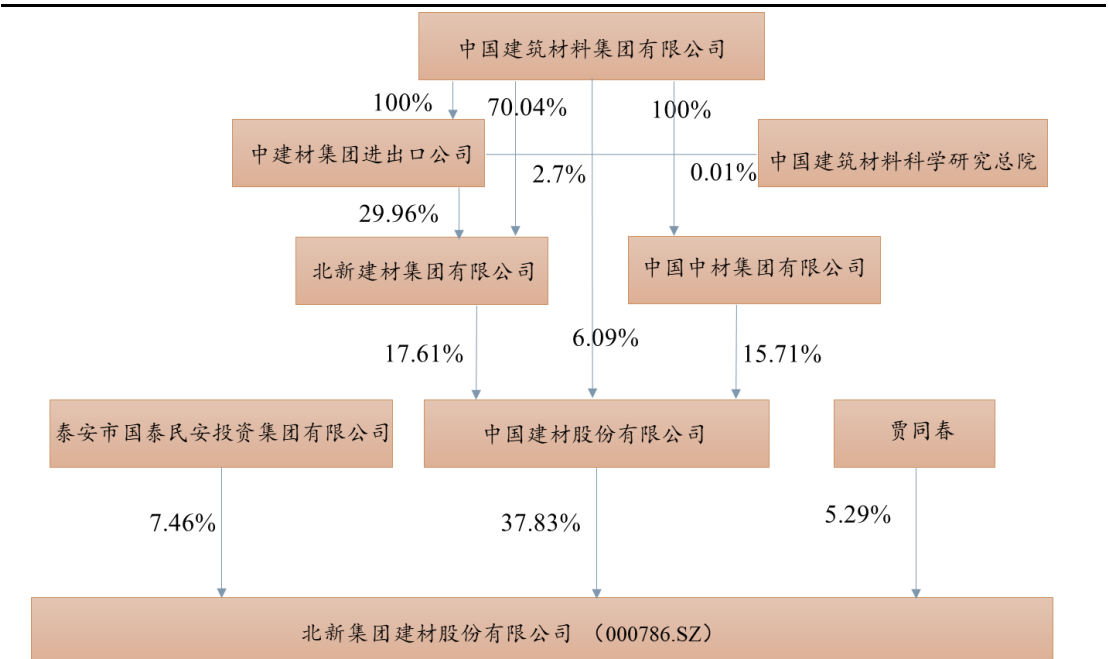 中国建筑材料集团有限公司
100%
70.04%
100%
中建材集团进出口公司
2.7%
0.01%
中国建筑材料科学研究总院
29.96%
北新建材集团有限公司
中国中材集团有限公司
17.61%
6.09%
15.71%
泰安市国泰民安投资集团有限公司
中国建材股份有限公司
贾同春
7.46%
37.83%
5.29%
北新集团建材股份有限公司 （000786.SZ）